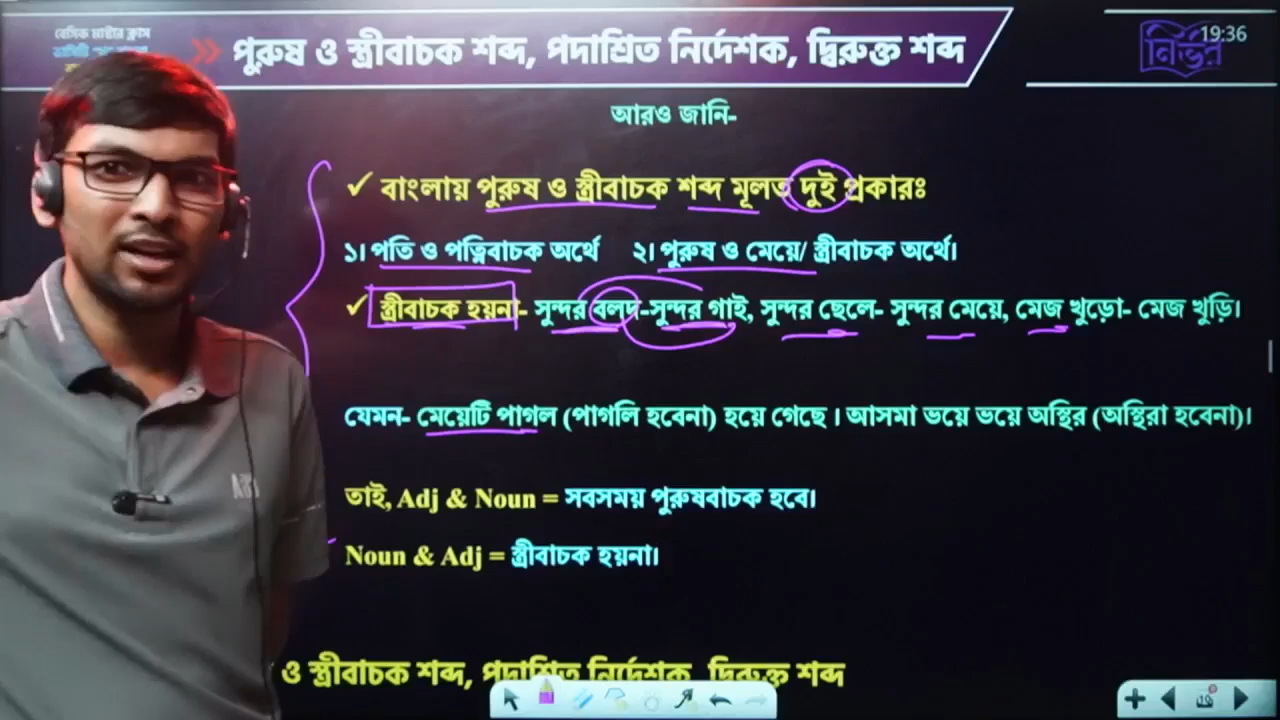 বেসিক মাস্টার ক্লাস
পুরুষ ও স্ত্রীবাচক শব্দ, পদাশ্রিত নির্দেশক, দ্বিরুক্ত শব্দ
নির্ভর
19:36
আরও জানি-
✓ বাংলায় পুরুষ ও স্ত্রীবাচক শব্দ মূলত দুই প্রকারঃ
১। পতি ও পত্নিবাচক অর্থে ২। পুরুষ ও মেয়ে/ স্ত্রীবাচক অর্থে।
✓ স্ত্রীবাচক হয়না- সুন্দর বলদ-সুন্দর গাই, সুন্দর ছেলে- সুন্দর মেয়ে, মেজ খুড়ো- মেজ খুড়ি।
যেমন- মেয়েটি পাগল (পাগলি হবেনা) হয়ে গেছে। আসমা ভয়ে ভয়ে অস্থির (অস্থিরা হবেনা)।
তাই, Adj & Noun = সবসময় পুরুষবাচক হবে।
Noun & Adj = স্ত্রীবাচক হয়না।
ও স্ত্রীবাচক শব্দ, পদাশ্রিত নির্দেশক, দ্বিরুক্ত শব্দ